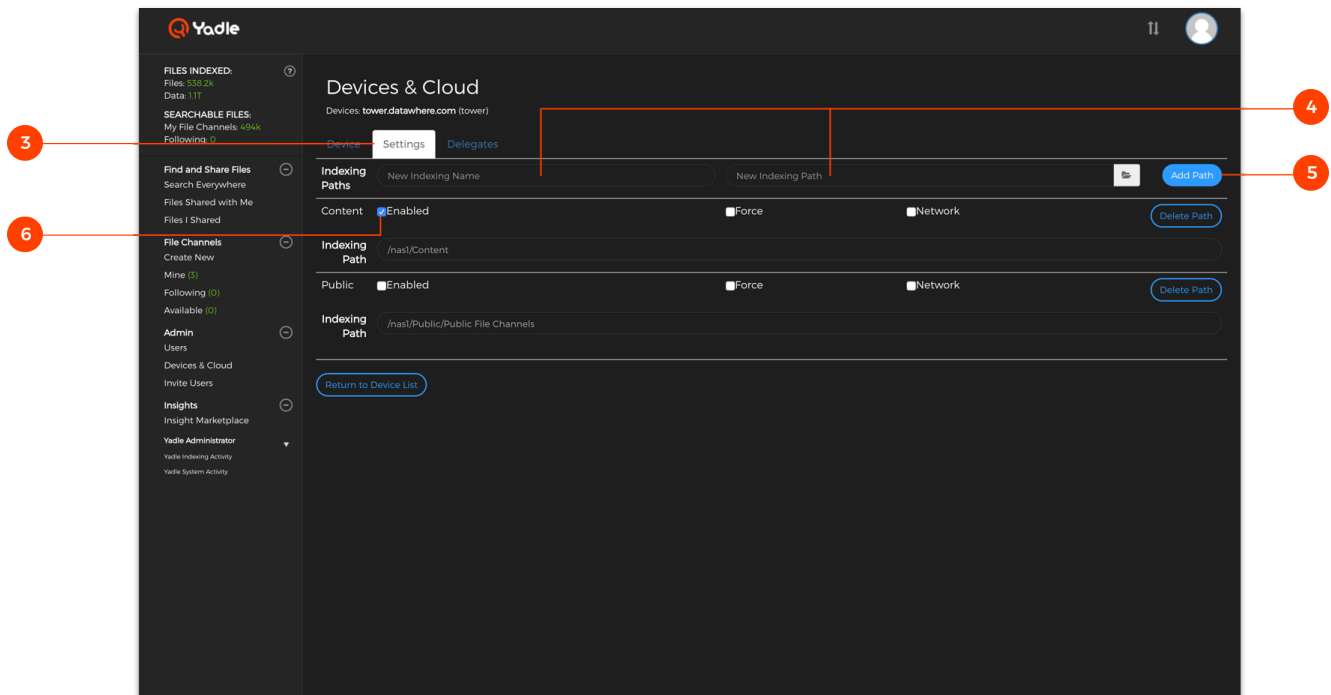 Yadle
FILES INDEXED:
Files: 538.2k
Data: 1.1T
SEARCHABLE FILES:
My File Channels: 494k
Following: 0
Find and Share Files
Search Everywhere
Files Shared with Me
Files I Shared
File Channels
Create New
Mine (3)
Following (0)
Available (0)
Admin
Users
Devices & Cloud
Invite Users
Insights
Insight Marketplace
Yadle Administrator
Yadle Indexing Activity
Yadle System Activity
Devices & Cloud
Devices: tower.datawhere.com (tower)
Device Settings Delegates
Indexing Paths
New Indexing Name New Indexing Path Add Path
Content Enabled Force Network Delete Path
Indexing Path
/nas1/Content
Public Enabled Force Network Delete Path
Indexing Path
/nas1/Public/Public File Channels
Return to Device List
3
4
5
6